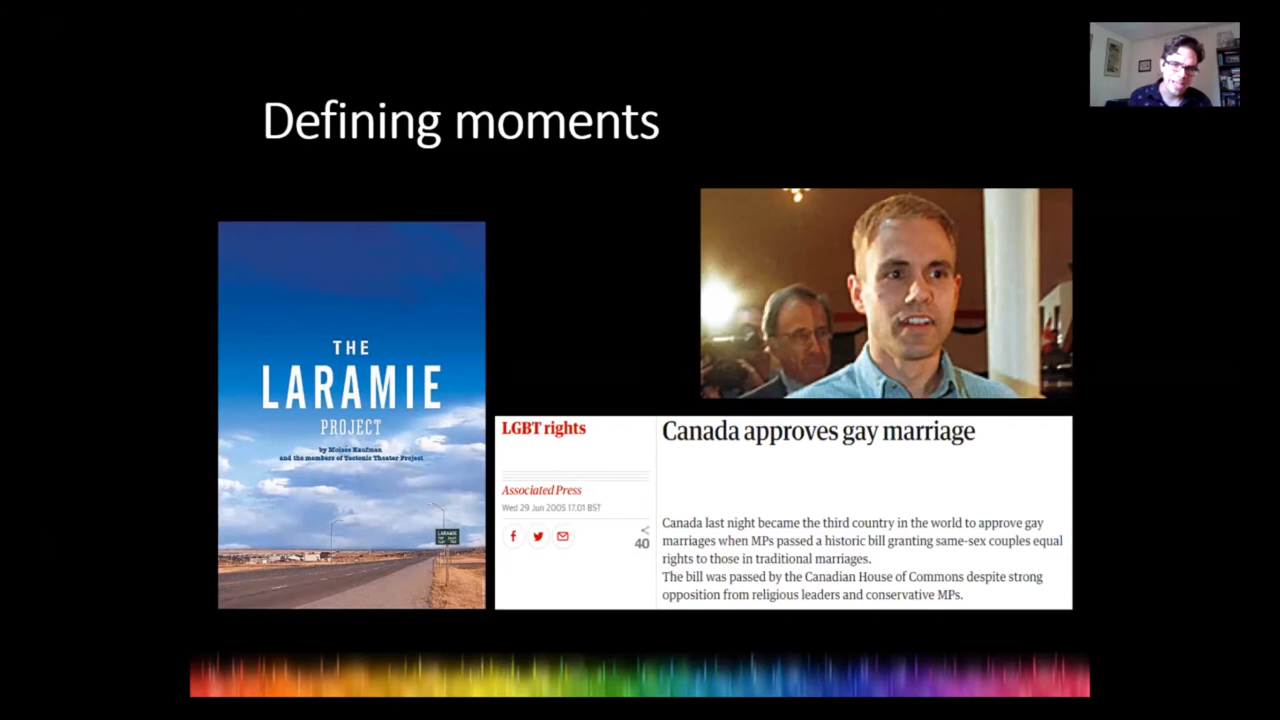 Defining moments
THE
LARAMIE
PROJECT
by Moisés Kaufman
and the members of Tectonic Theater Project
LARAMIE
LGBT rights
Associated Press
Wed 29 Jun 2005 17.01 BST
40
Canada approves gay marriage
Canada last night became the third country in the world to approve gay
marriages when MPs passed a historic bill granting same-sex couples equal
rights to those in traditional marriages.
The bill was passed by the Canadian House of Commons despite strong
opposition from religious leaders and conservative MPs.